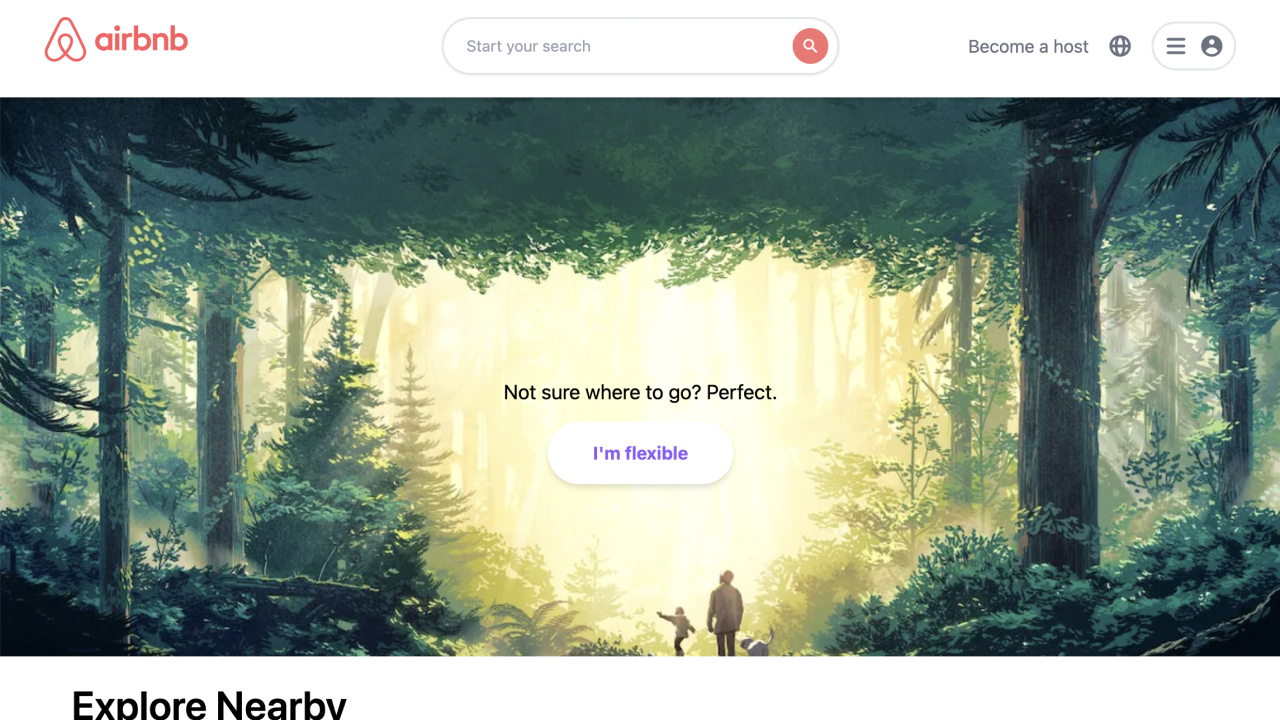 airbnb
Start your search
Become a host
Not sure where to go? Perfect.
I'm flexible
Explore Nearby